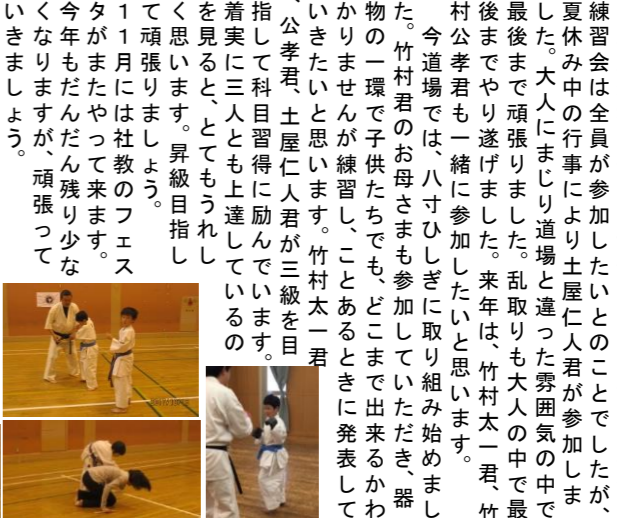 練習会は全員が参加したいとのことでしたが、
夏休み中の行事により土屋仁人君が参加しま
した。大人にまじり道場と違った雰囲気の中で
最後まで頑張りました。乱取りも大人の中で最
後までやり遂げました。来年は、竹村太一君、竹
村公孝君も一緒に参加したいと思います。
今道場では、八寸ひしぎに取り組み始めまし
た。竹村君のお母さまも参加していただき、器
物の一環で子供たちでも、どこまで出来るかわ
かりませんが練習し、ことあるときに発表して
いきたいと思います。竹村太一君
、公孝君、土屋仁人君が三級を目
指して科目習得に励んでいます。
着実に三人とも上達しているの
を見ると、とてもうれし
く思います。昇級目指し
て頑張りましょう。
11月には社教のフェス
タがまたやって来ます。
今年もだんだん残り少な
くなりますが、頑張って
いきましょう。